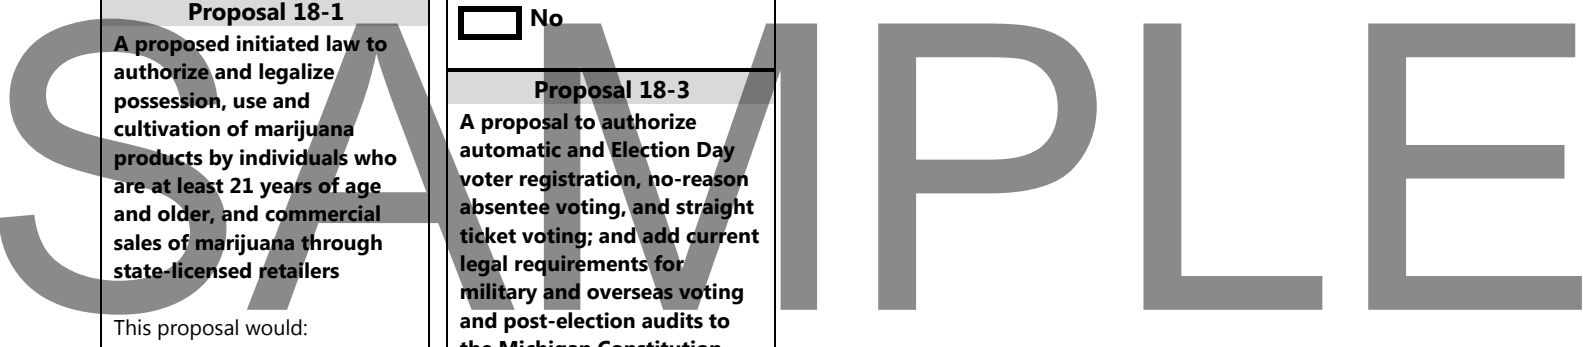 Proposal 18-1
A proposed initiated law to
authorize and legalize
possession, use and
cultivation of marijuana
products by individuals who
are at least 21 years of age
and older, and commercial
sales of marijuana through
state-licensed retailers
This proposal would:
No
Proposal 18-3
A proposal to authorize
automatic and Election Day
voter registration, no-reason
absentee voting, and straight
ticket voting; and add current
legal requirements for
military and overseas voting
and post-election audits to
the Michigan Constitution
SAMPLE